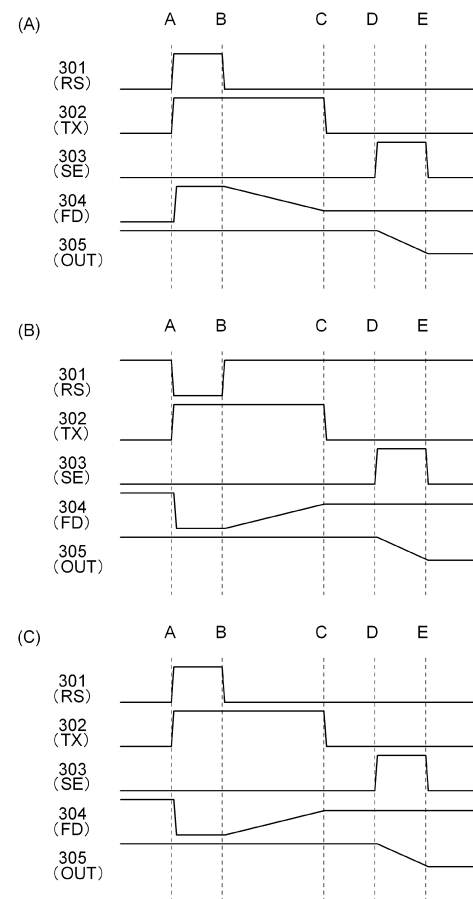 (A)
A B C D E
301
(RS)
302
(TX)
303
(SE)
304
(FD)
305
(OUT)
(B)
A B C D E
301
(RS)
302
(TX)
303
(SE)
304
(FD)
305
(OUT)
(C)
A B C D E
301
(RS)
302
(TX)
303
(SE)
304
(FD)
305
(OUT)